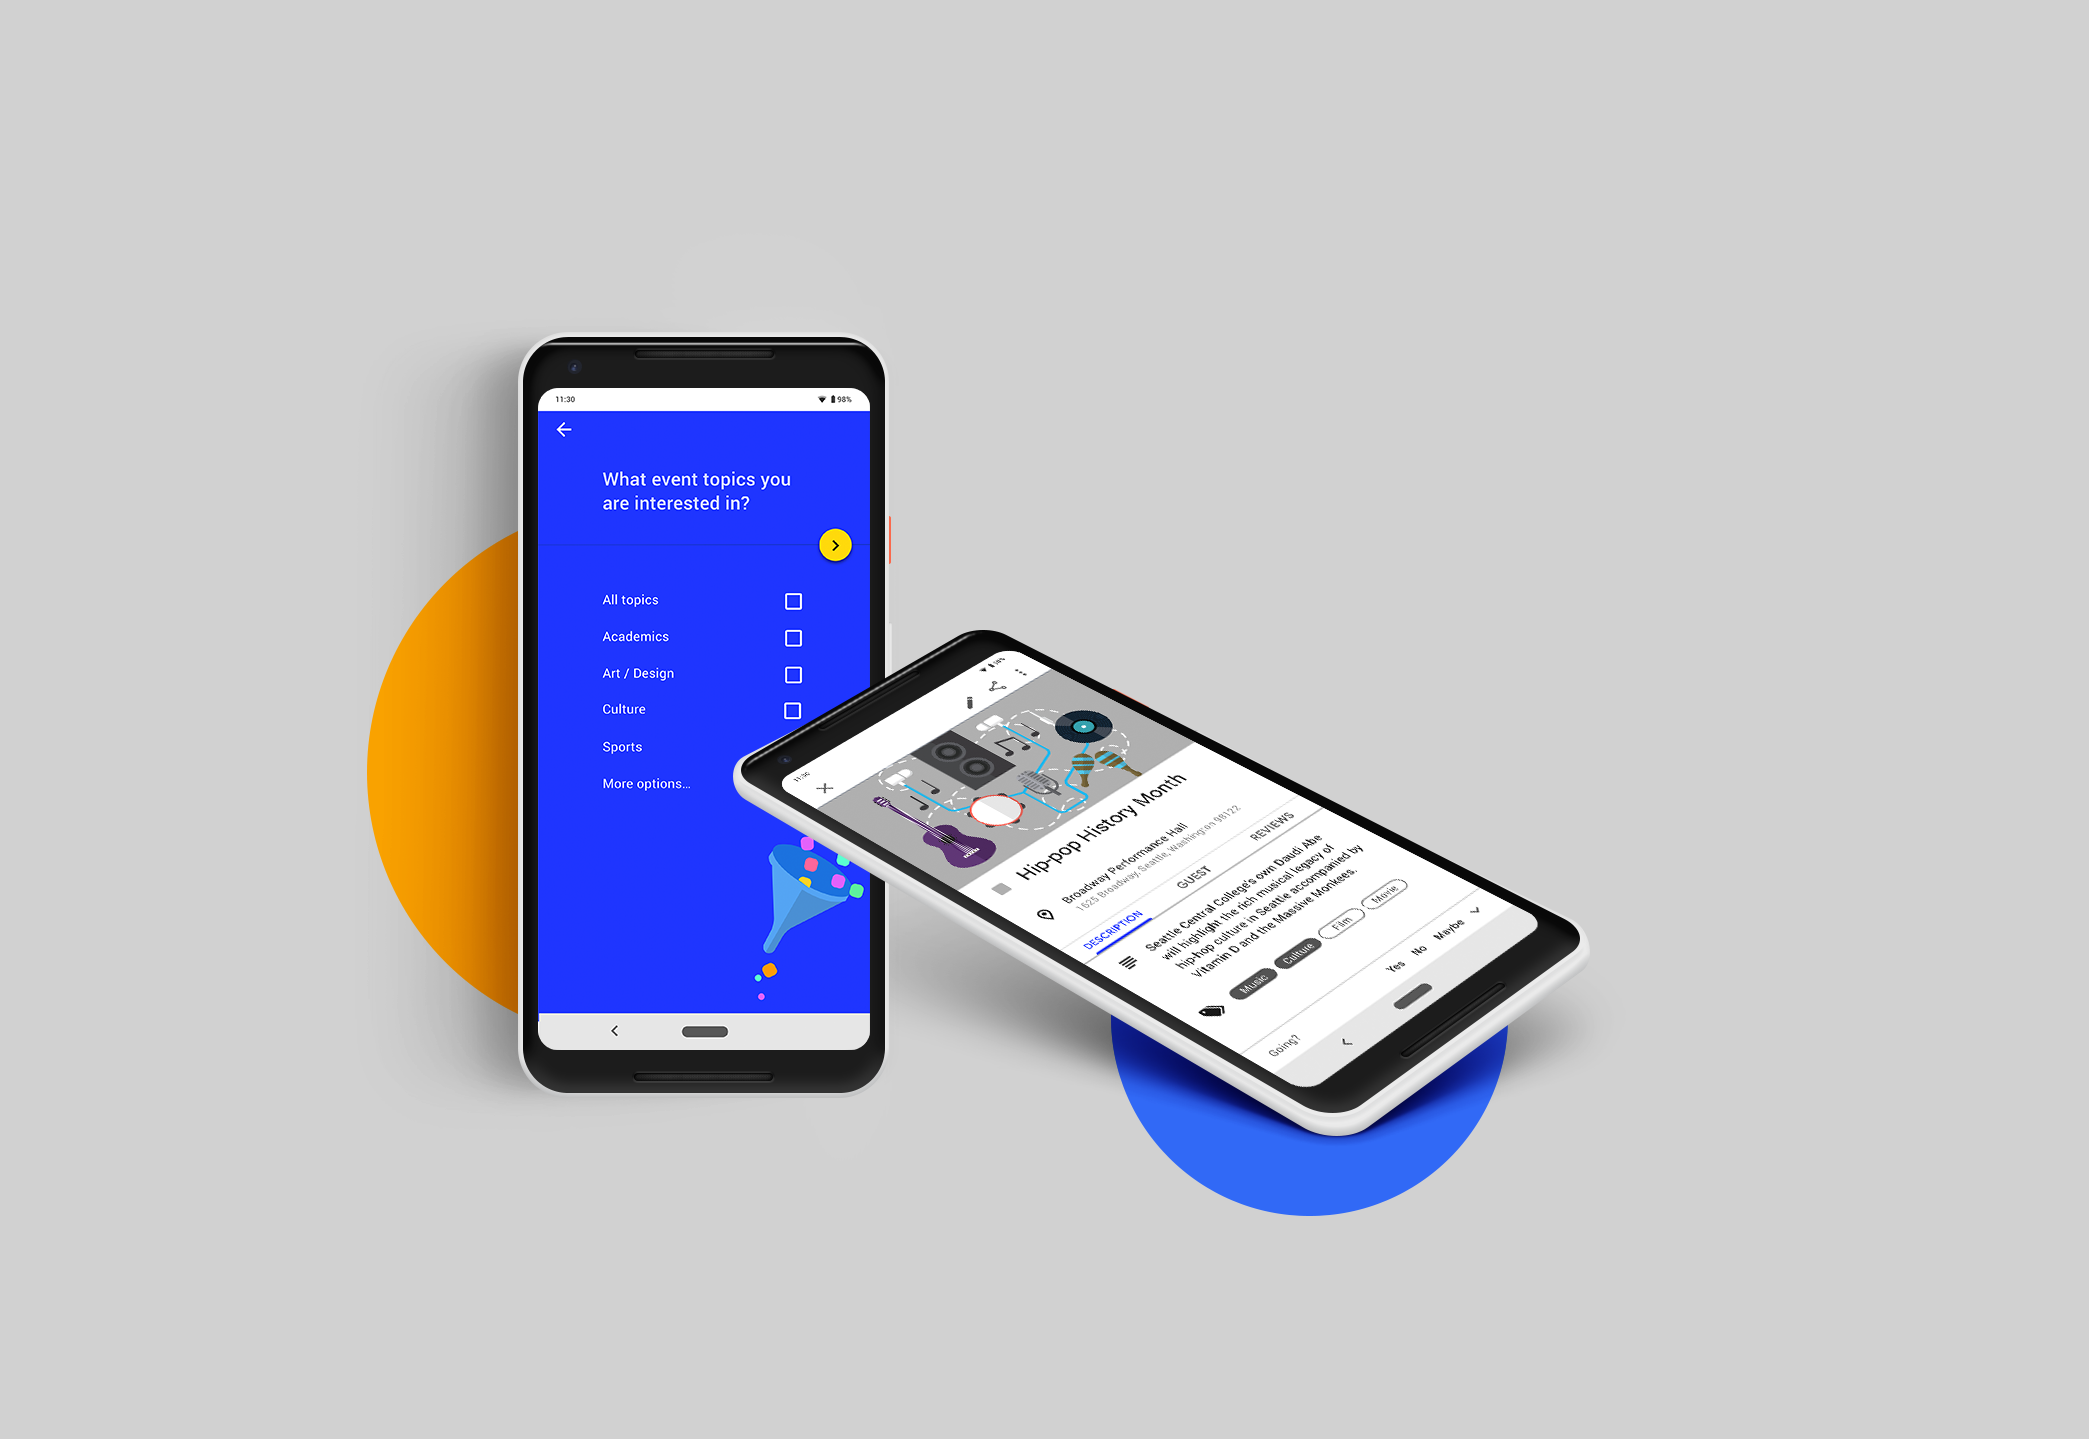 11:30
98%
What event topics you
are interested in?
All topics
Academics
Art / Design
Culture
Sports
More options...
11:30
98%
Hip-pop History Month
Broadway Performance Hall
1625 Broadway, Seattle, Washington 98122
DESCRIPTION
GUEST
REVIEWS
Seattle Central College's own Daudi Abe
will highlight the rich musical legacy of
hip-hop culture in Seattle accompanied by
Vitamin D and the Massive Monkees.
Music
Culture
Film
Movie
Going?
Yes
No
Maybe